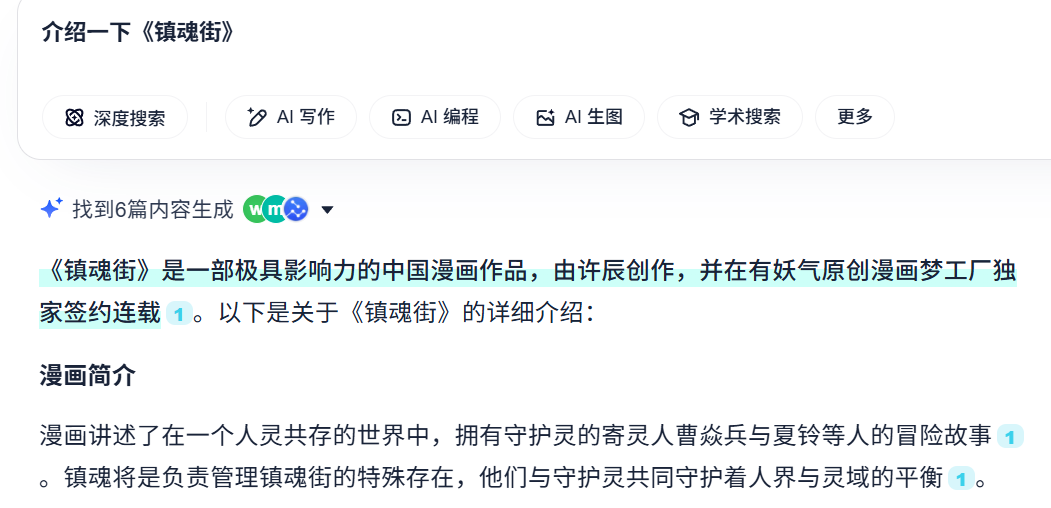 介绍一下《镇魂街》
深度搜索 AI 写作 AI 编程 AI 生图 学术搜索 更多
找到6篇内容生成 w m
《镇魂街》是一部极具影响力的中国漫画作品，由许辰创作，并在有妖气原创漫画梦工厂独
家签约连载 1 。以下是关于《镇魂街》的详细介绍：
漫画简介
漫画讲述了在一个人灵共存的世界中，拥有守护灵的寄灵人曹焱兵与夏铃等人的冒险故事 1
。镇魂将是负责管理镇魂街的特殊存在，他们与守护灵共同守护着人界与灵域的平衡 1 。